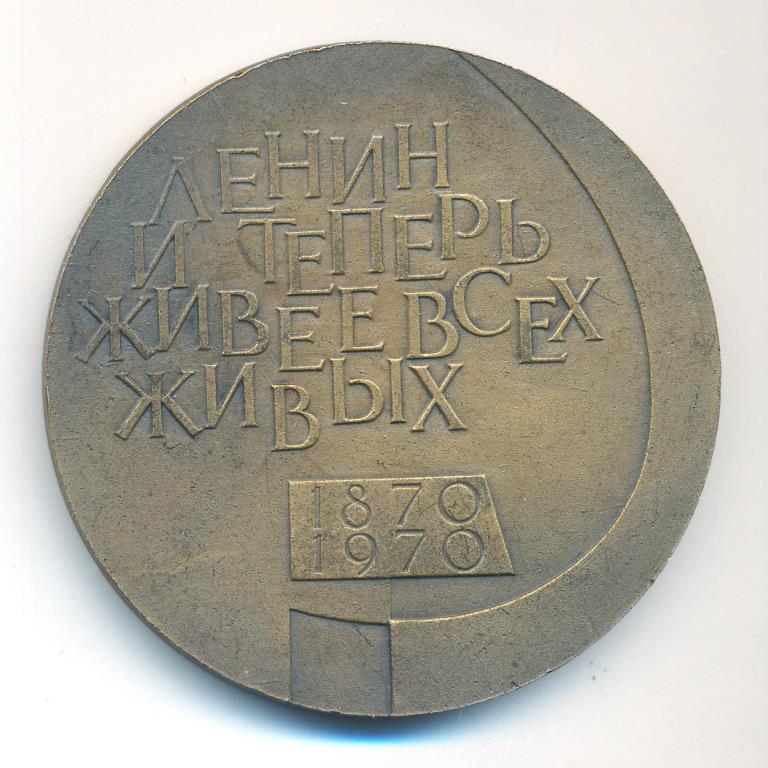 ЛЕНИН
И ТЕПЕРЬ
ЖИВЕЕ ВСЕХ
ЖИВЫХ
1870
1970